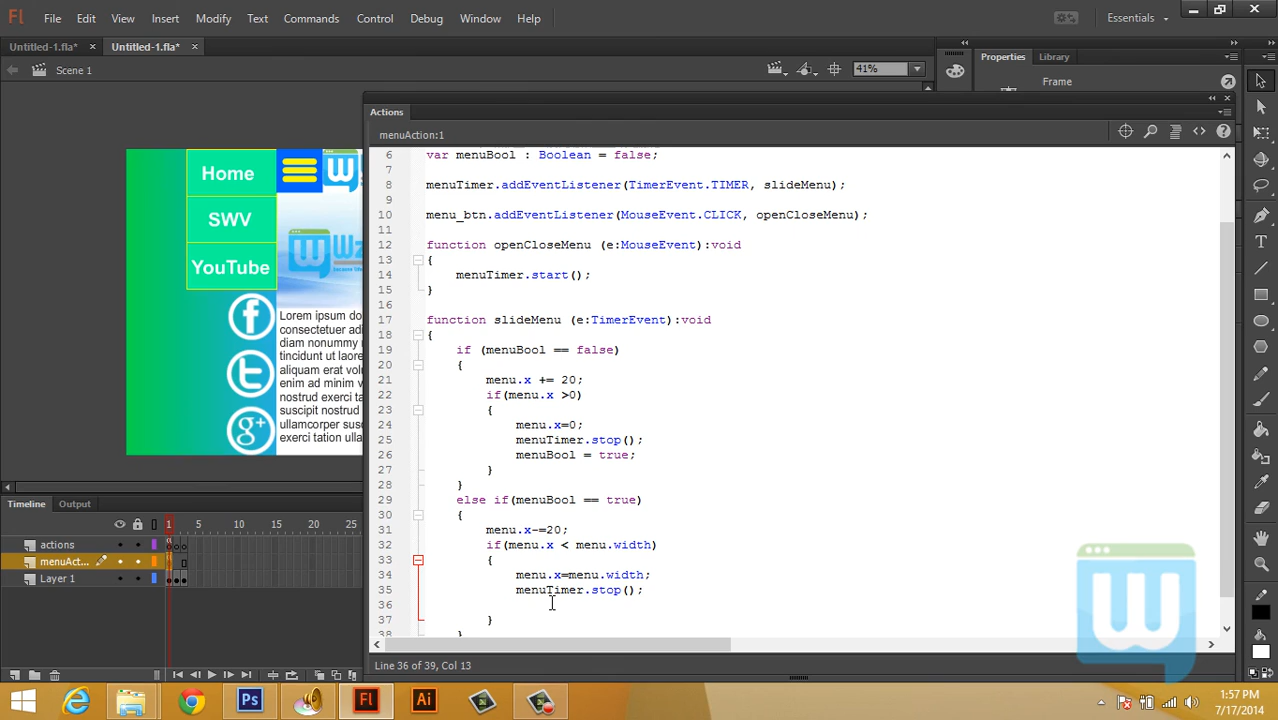 Fl File Edit View Insert Modify Text Commands Control Debug Window Help Essentials
Untitled-1.fla* × Untitled-1.fla* × Properties Library
Scene 1 41% Frame
Actions
menuAction:1
6 var menuBool : Boolean = false;
7
8 menuTimer.addEventListener(TimerEvent.TIMER, slideMenu);
9
10 menu_btn.addEventListener(MouseEvent.CLICK, openCloseMenu);
11
12 function openCloseMenu (e:MouseEvent):void
13 {
14 menuTimer.start();
15 }
16
17 function slideMenu (e:TimerEvent):void
18 {
19 if (menuBool == false)
20 {
21 menu.x += 20;
22 if(menu.x >0)
23 {
24 menu.x=0;
25 menuTimer.stop();
26 menuBool = true;
27 }
28 }
29 else if(menuBool == true)
30 {
31 menu.x-=20;
32 if(menu.x < menu.width)
33 {
34 menu.x=menu.width;
35 menuTimer.stop();
36
37 }
38 }
Line 36 of 39, Col 13
Home
SWV
YouTube
f
t
g+
Lorem ipsum do
consectetuer adi
diam nonummy
tincidunt ut laore
aliquam erat vol
enim ad minim v
nostrud exerci ta
suscipit nostrud
ullamcorper susc
exerci tation ulla
Timeline Output
1 5 10 15 20 25
actions
menuAct...
Layer 1
Ps Fl Ai
1:57 PM
7/17/2014